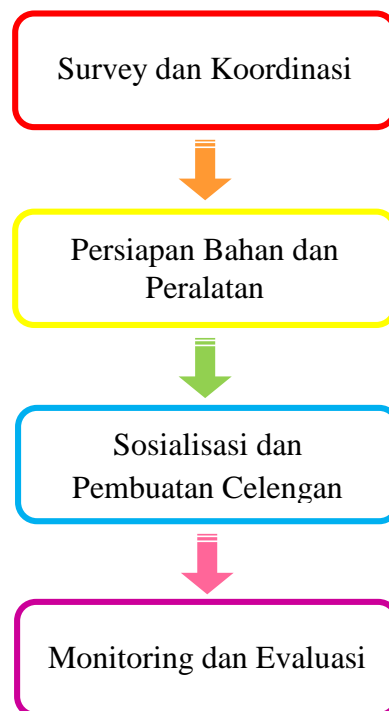 Survey dan Koordinasi
Persiapan Bahan dan
Peralatan
Sosialisasi dan
Pembuatan Celengan
Monitoring dan Evaluasi